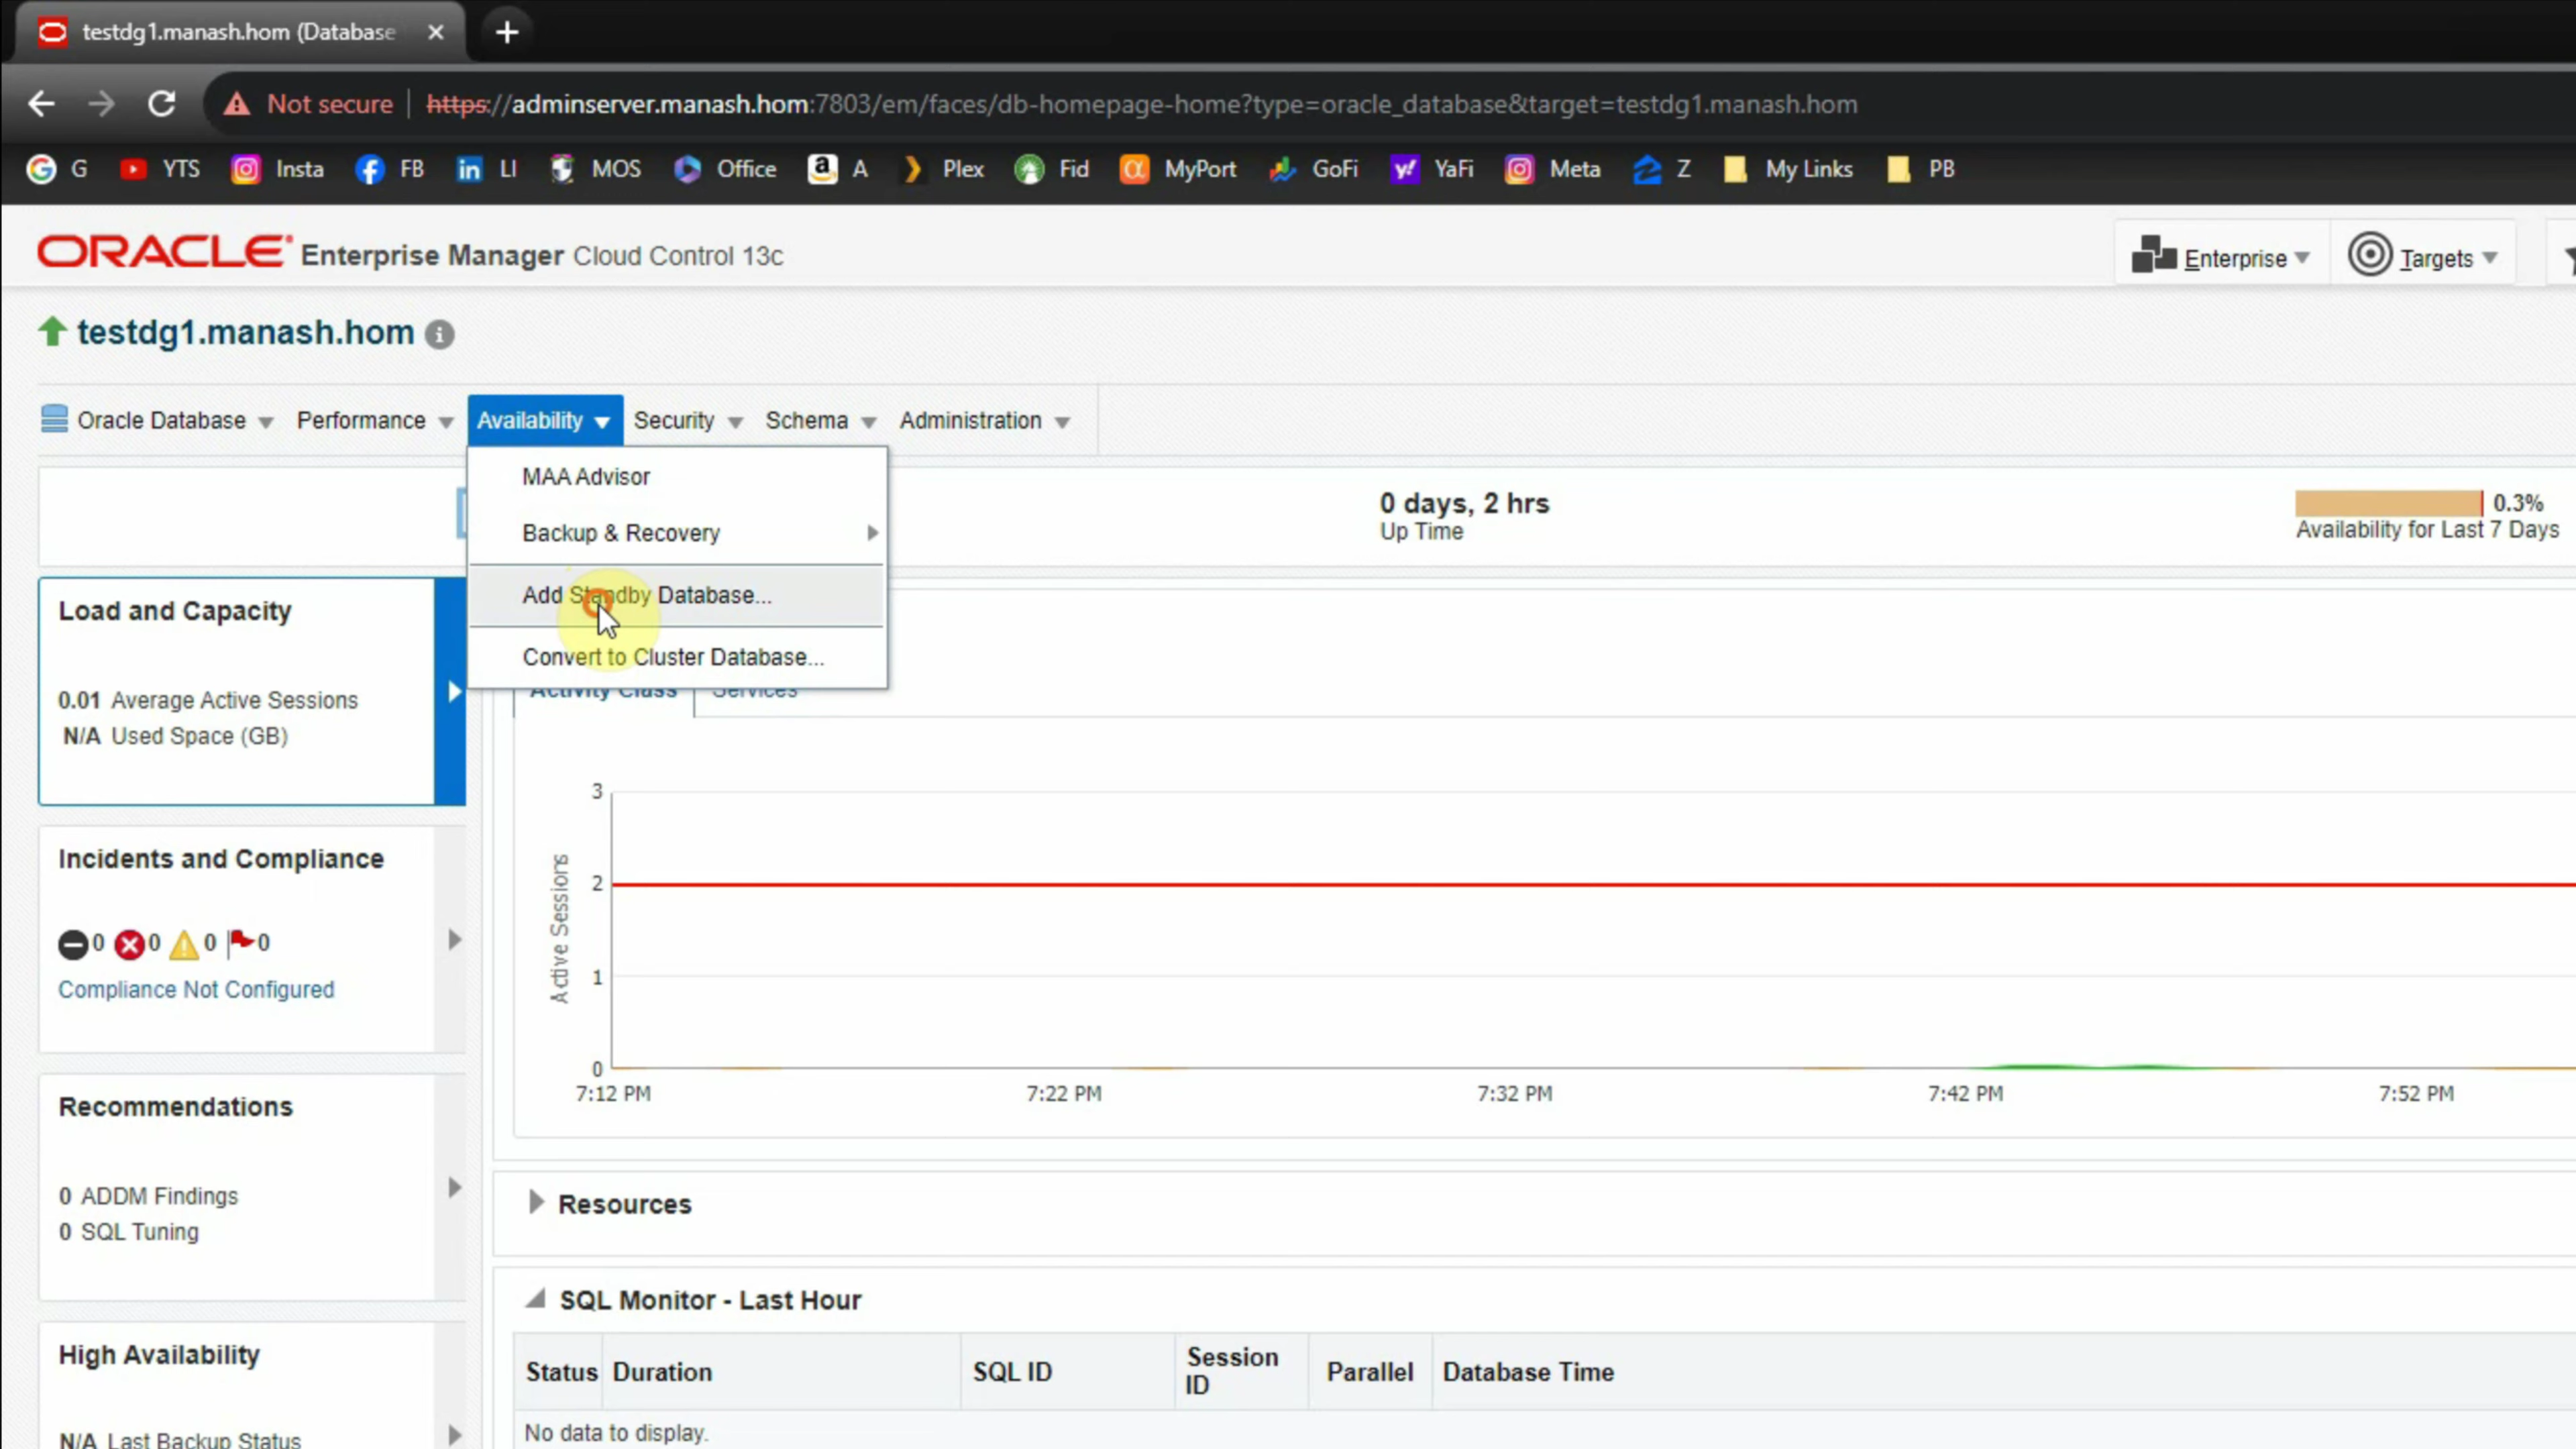 testdg1.manash.hom (Database
Not secure https://adminserver.manash.hom:7803/em/faces/db-homepage-home?type=oracle_database&target=testdg1.manash.hom
G YTS Insta FB LI MOS Office A Plex Fid MyPort GoFi YaFi Meta Z My Links PB
ORACLE Enterprise Manager Cloud Control 13c
Enterprise Targets
testdg1.manash.hom
Oracle Database Performance Availability Security Schema Administration
MAA Advisor
Backup & Recovery
Add Standby Database...
Convert to Cluster Database...
0 days, 2 hrs
Up Time
0.3%
Availability for Last 7 Days
Load and Capacity
0.01 Average Active Sessions
N/A Used Space (GB)
Activity Class Services
Incidents and Compliance
0 0 0 0
Compliance Not Configured
Active Sessions
3
2
1
0
7:12 PM 7:22 PM 7:32 PM 7:42 PM 7:52 PM
Recommendations
0 ADDM Findings
0 SQL Tuning
Resources
SQL Monitor - Last Hour
Status Duration SQL ID Session ID Parallel Database Time
No data to display.
High Availability
N/A Last Backup Status